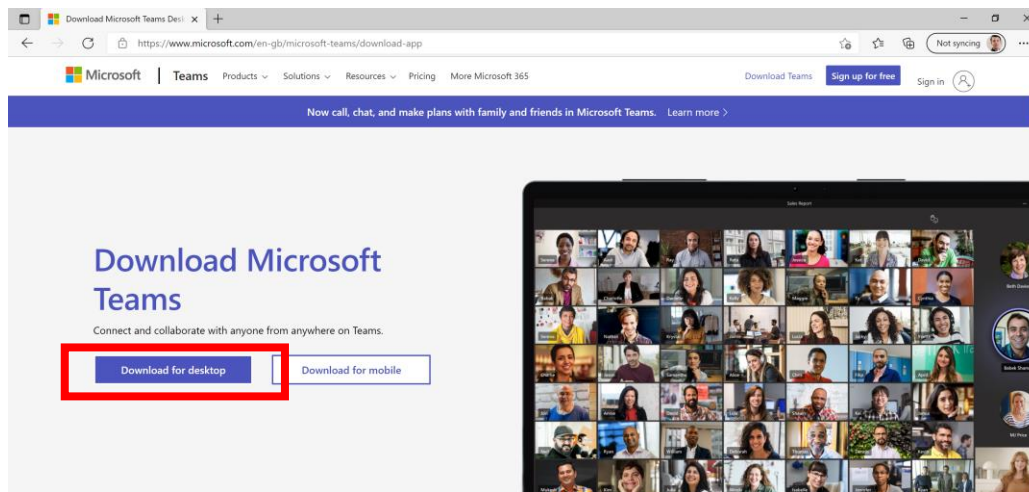 Download Microsoft Teams Des
https://www.microsoft.com/en-gb/microsoft-teams/download-app
Not syncing
Microsoft Teams Products Solutions Resources Pricing More Microsoft 365 Download Teams Sign up for free Sign in
Now call, chat, and make plans with family and friends in Microsoft Teams. Learn more >
Sales Report
Download Microsoft
Teams
Connect and collaborate with anyone from anywhere on Teams.
Download for desktop Download for mobile